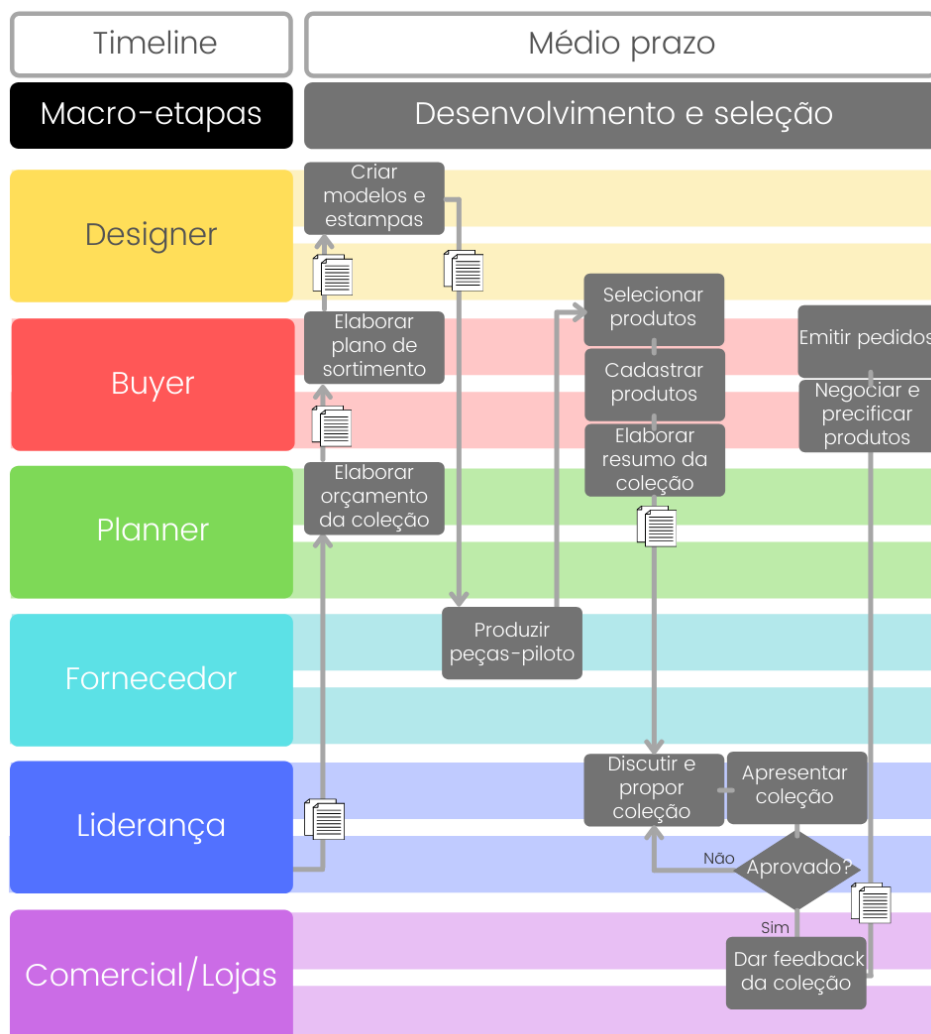 Timeline
Médio prazo
Macro-etapas
Desenvolvimento e seleção
Designer
Criar
modelos e
estampas
Buyer
Elaborar
plano de
sortimento
Selecionar
produtos
Cadastrar
produtos
Elaborar
resumo da
coleção
Emitir pedidos
Negociar e
precificar
produtos
Planner
Elaborar
orçamento
da coleção
Fornecedor
Produzir
peças-piloto
Liderança
Discutir e
propor
coleção
Apresentar
coleção
Não
Aprovado?
Sim
Comercial/Lojas
Dar feedback
da coleção